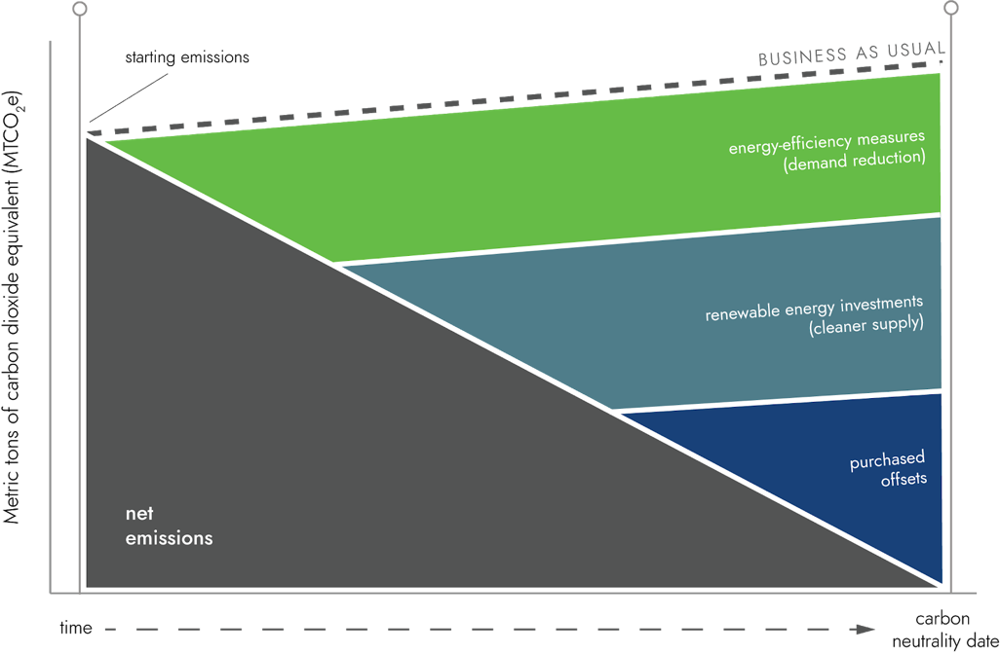 starting emissions
BUSINESS AS USUAL
Metric tons of carbon dioxide equivalent (MTCO₂e)
energy-efficiency measures
(demand reduction)
renewable energy investments
(cleaner supply)
purchased
offsets
net
emissions
time
carbon
neutrality date